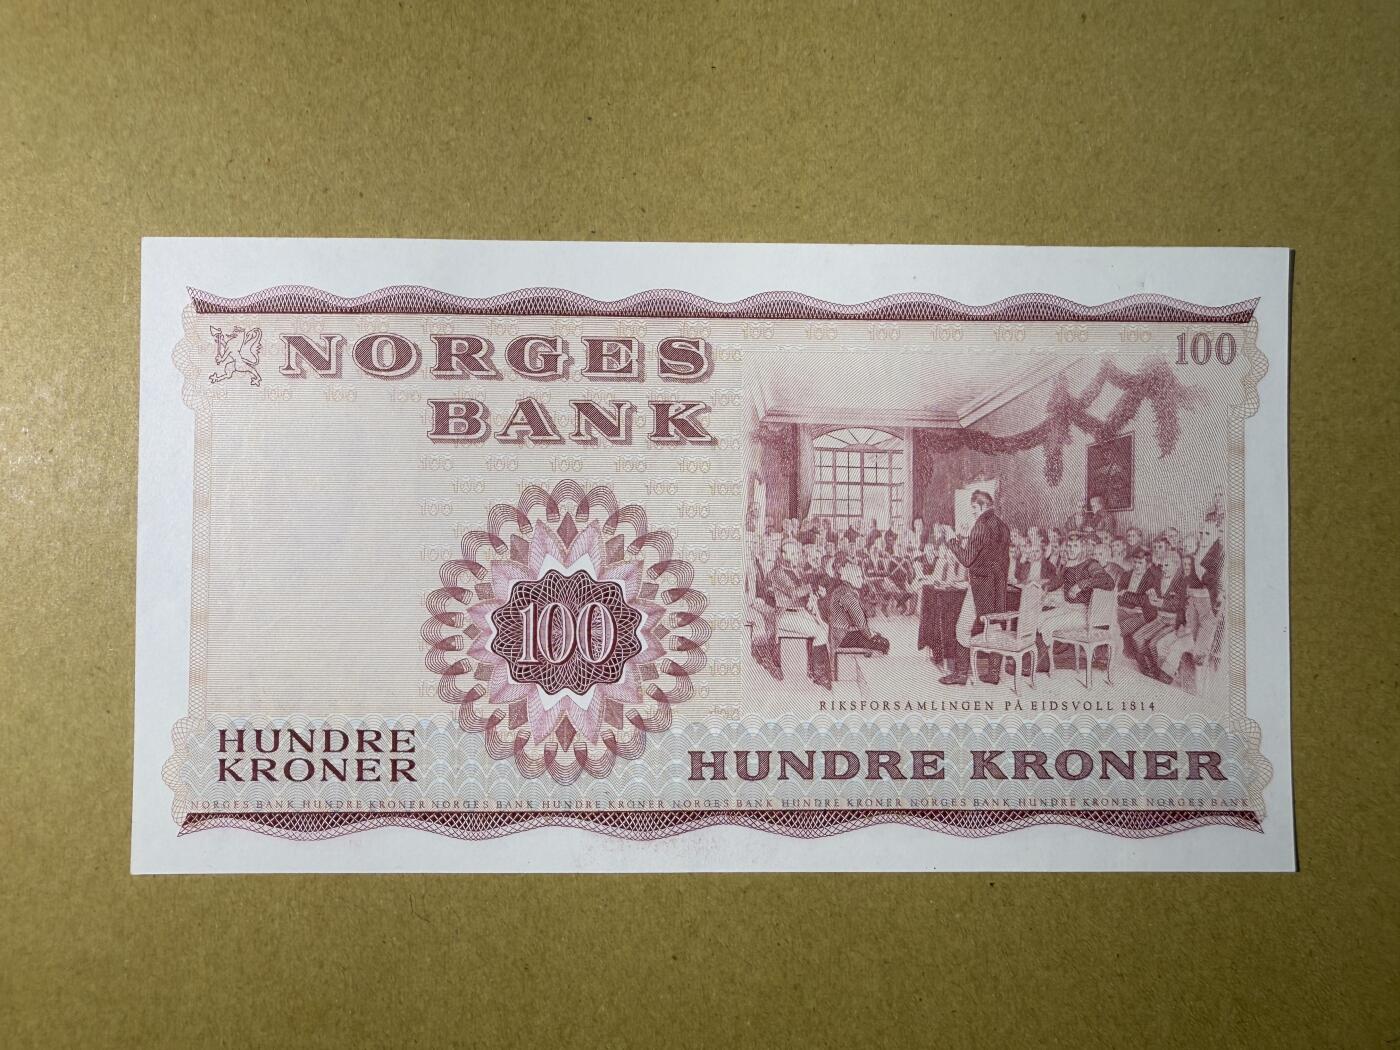 NORGES
BANK
100
100
RIKSFORSAMLINGEN PÅ EIDSVOLL 1814
HUNDRE
KRONER
HUNDRE KRONER
NORGES BANK HUNDRE KRONER NORGES BANK HUNDRE KRONER NORGES BANK HUNDRE KRONER NORGES BANK HUNDRE KRONER NORGES BANK